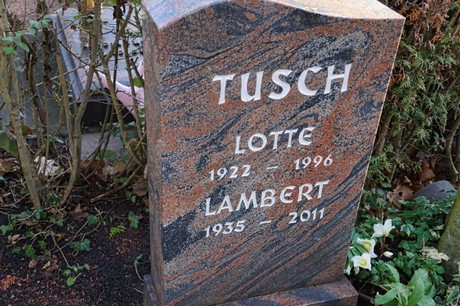 TUSCH
LOTTE
1922 - 1996
LAMBERT
1935 - 2011